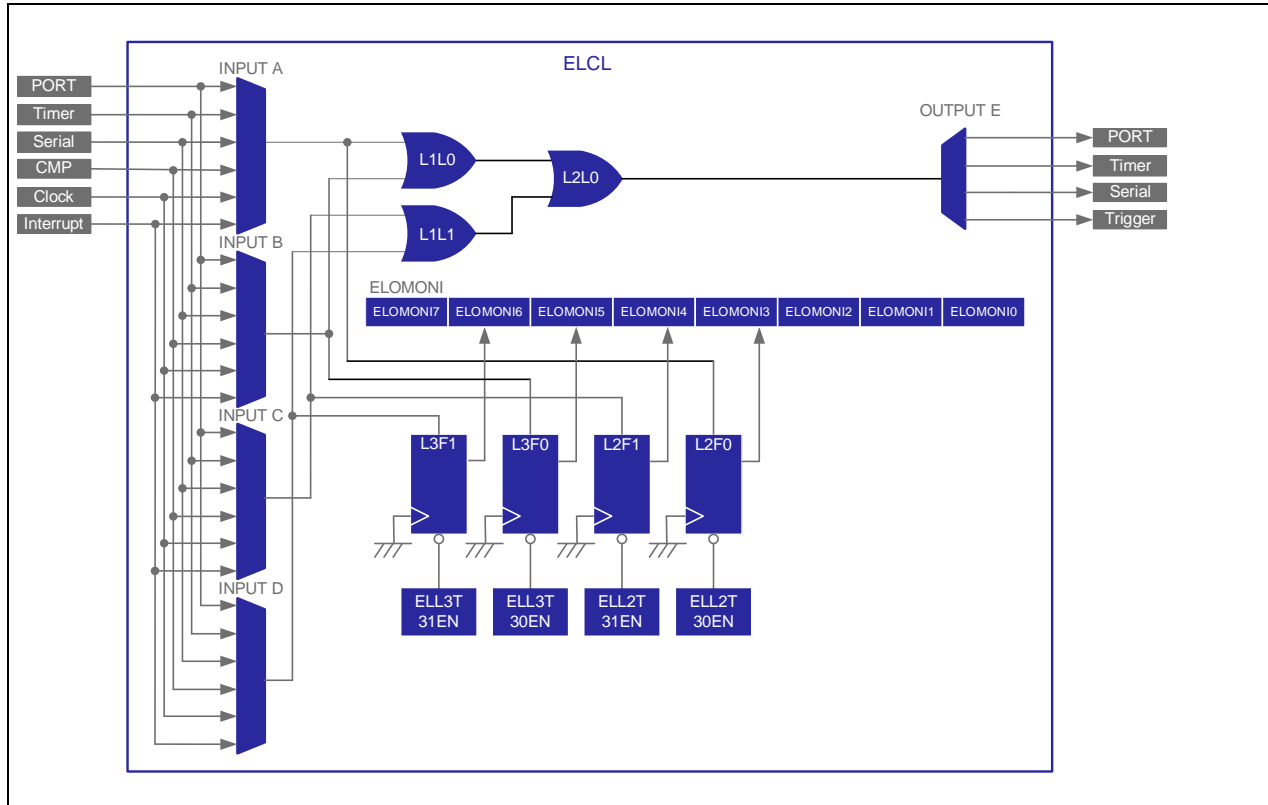 ELCL
INPUT A
PORT
Timer
Serial
CMP
Clock
Interrupt
INPUT B
INPUT C
INPUT D
L1L0
L1L1
L2L0
OUTPUT E
PORT
Timer
Serial
Trigger
ELOMONI
ELOMONI7 ELOMONI6 ELOMONI5 ELOMONI4 ELOMONI3 ELOMONI2 ELOMONI1 ELOMONI0
L3F1 L3F0 L2F1 L2F0
ELL3T
31EN
ELL3T
30EN
ELL2T
31EN
ELL2T
30EN